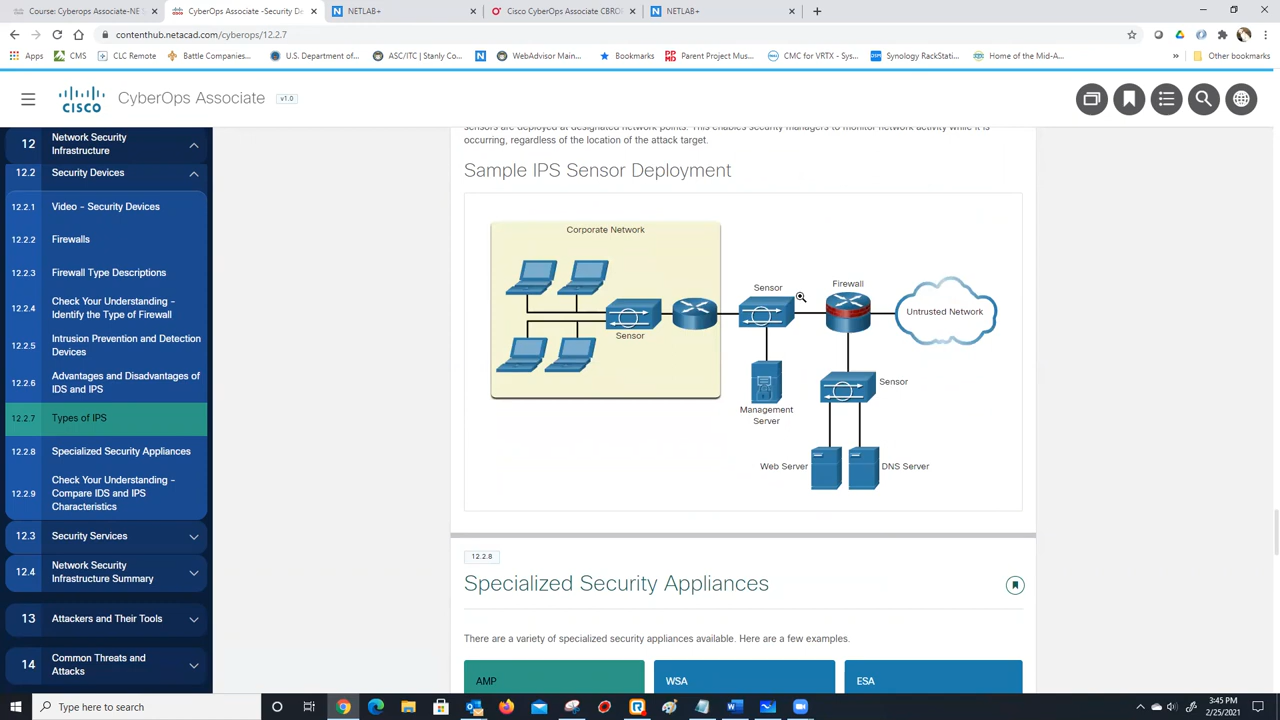 Course: CyberOps Associate-NE S
Cisco CyberOps Associate -Security De
NETLAB+
Cisco CyberOps Associate CBROP
NETLAB+
contenthub.netacad.com/cyberops/12.2.7
Apps
CMS
CLC Remote
Battle Companies...
U.S. Department of...
ASC/ITC | Stanly Co...
WebAdvisor Main...
Bookmarks
Parent Project Mus...
CMC for VRTX - Sys...
Synology RackStati...
Home of the Mid-A...
Other bookmarks
CISCO
CyberOps Associate
v1.0
12 Network Security Infrastructure
12.2 Security Devices
12.2.1 Video – Security Devices
12.2.2 Firewalls
12.2.3 Firewall Type Descriptions
12.2.4 Check Your Understanding –
Identify the Type of Firewall
12.2.5 Intrusion Prevention and Detection
Devices
12.2.6 Advantages and Disadvantages of
IDS and IPS
12.2.7 Types of IPS
12.2.8 Specialized Security Appliances
12.2.9 Check Your Understanding –
Compare IDS and IPS
Characteristics
12.3 Security Services
12.4 Network Security
Infrastructure Summary
13 Attackers and Their Tools
14 Common Threats and
Attacks
sensors are deployed at designated network points. This enables security managers to monitor network activity while it is
occurring, regardless of the location of the attack target.
Sample IPS Sensor Deployment
Corporate Network
Sensor
Sensor
Firewall
Untrusted Network
Sensor
Management
Server
Web Server
DNS Server
12.2.8
Specialized Security Appliances
There are a variety of specialized security appliances available. Here are a few examples.
AMP
WSA
ESA
Type here to search
3:45 PM
2/25/2021